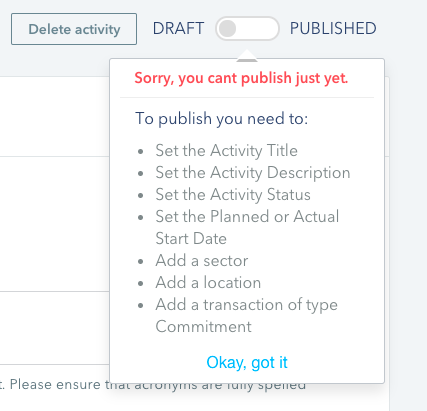 Delete activity DRAFT PUBLISHED
Sorry, you cant publish just yet.
To publish you need to:
• Set the Activity Title
• Set the Activity Description
• Set the Activity Status
• Set the Planned or Actual
Start Date
• Add a sector
• Add a location
• Add a transaction of type
Commitment
Okay, got it
t. Please ensure that acronyms are fully spelled